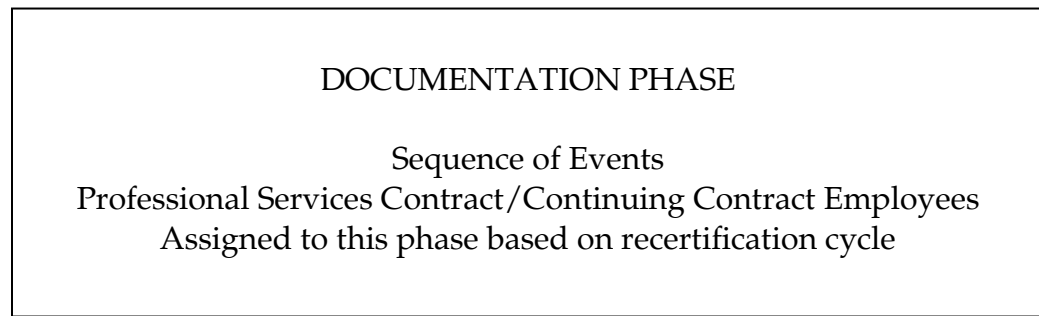 DOCUMENTATION PHASE
Sequence of Events
Professional Services Contract/Continuing Contract Employees
Assigned to this phase based on recertification cycle